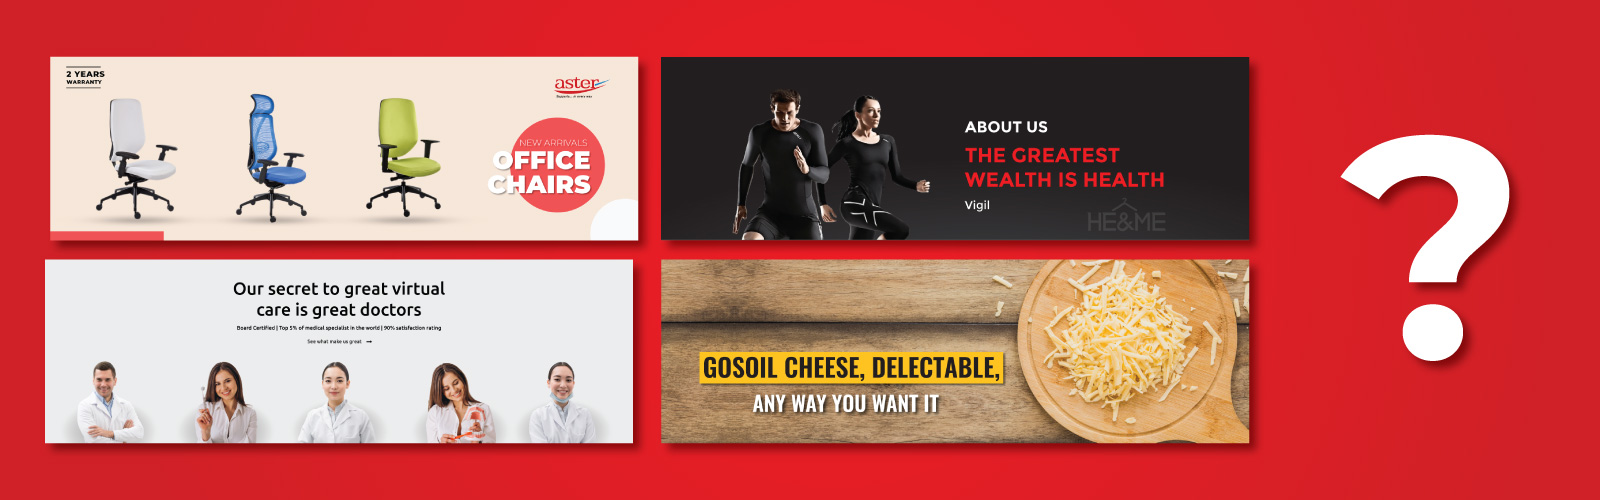 2 YEARS
WARRANTY
aster
NEW ARRIVALS
OFFICE
CHAIRS
ABOUT US
THE GREATEST
WEALTH IS HEALTH
Vigil
HE&ME
Our secret to great virtual
care is great doctors
Board Certified | Top 5% of medical specialist in the world | 90% satisfaction rating
See what make us great
GOSOIL CHEESE, DELECTABLE,
ANY WAY YOU WANT IT
?